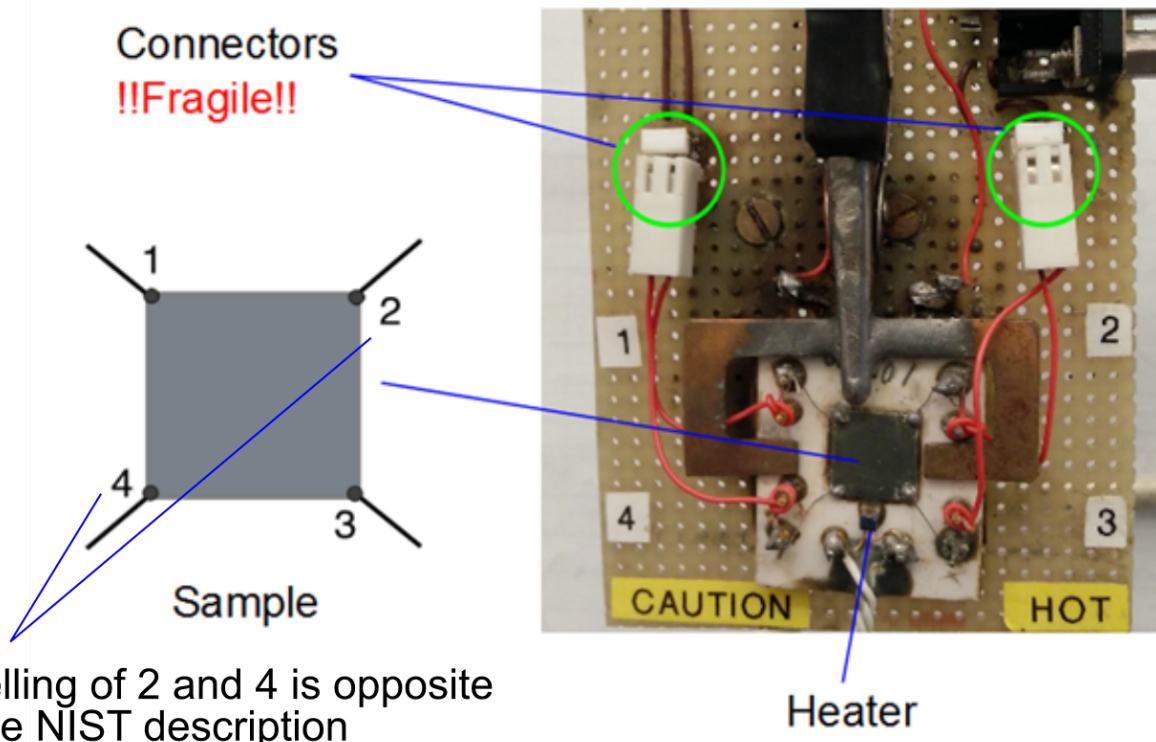 Connectors
!!Fragile!!
1
2
4
3
Sample
elling of 2 and 4 is opposite
e NIST description
1
2
4
3
CAUTION
HOT
Heater